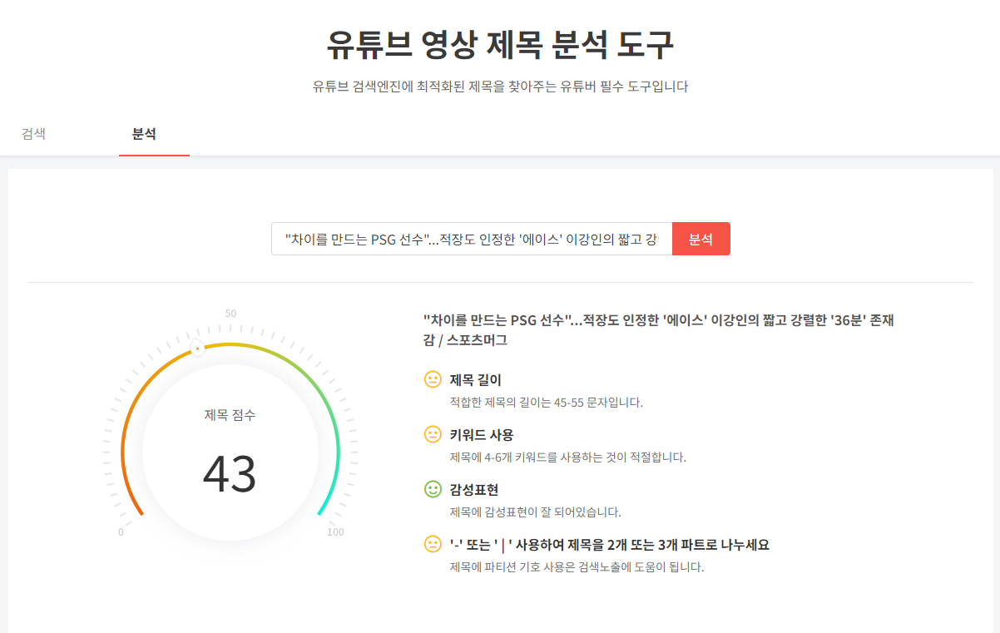 유튜브 영상 제목 분석 도구
유튜브 검색엔진에 최적화된 제목을 찾아주는 유튜버 필수 도구입니다
검색
분석
"차이를 만드는 PSG 선수"...적장도 인정한 '에이스' 이강인의 짧고 강
분석
50
제목 점수
43
0
100
"차이를 만드는 PSG 선수"...적장도 인정한 '에이스' 이강인의 짧고 강렬한 '36분' 존재
감 / 스포츠머그
제목 길이
적합한 제목의 길이는 45-55 문자입니다.
키워드 사용
제목에 4-6개 키워드를 사용하는 것이 적절합니다.
감성표현
제목에 감성표현이 잘 되어있습니다.
'-' 또는 ' | ' 사용하여 제목을 2개 또는 3개 파트로 나누세요
제목에 파티션 기호 사용은 검색노출에 도움이 됩니다.